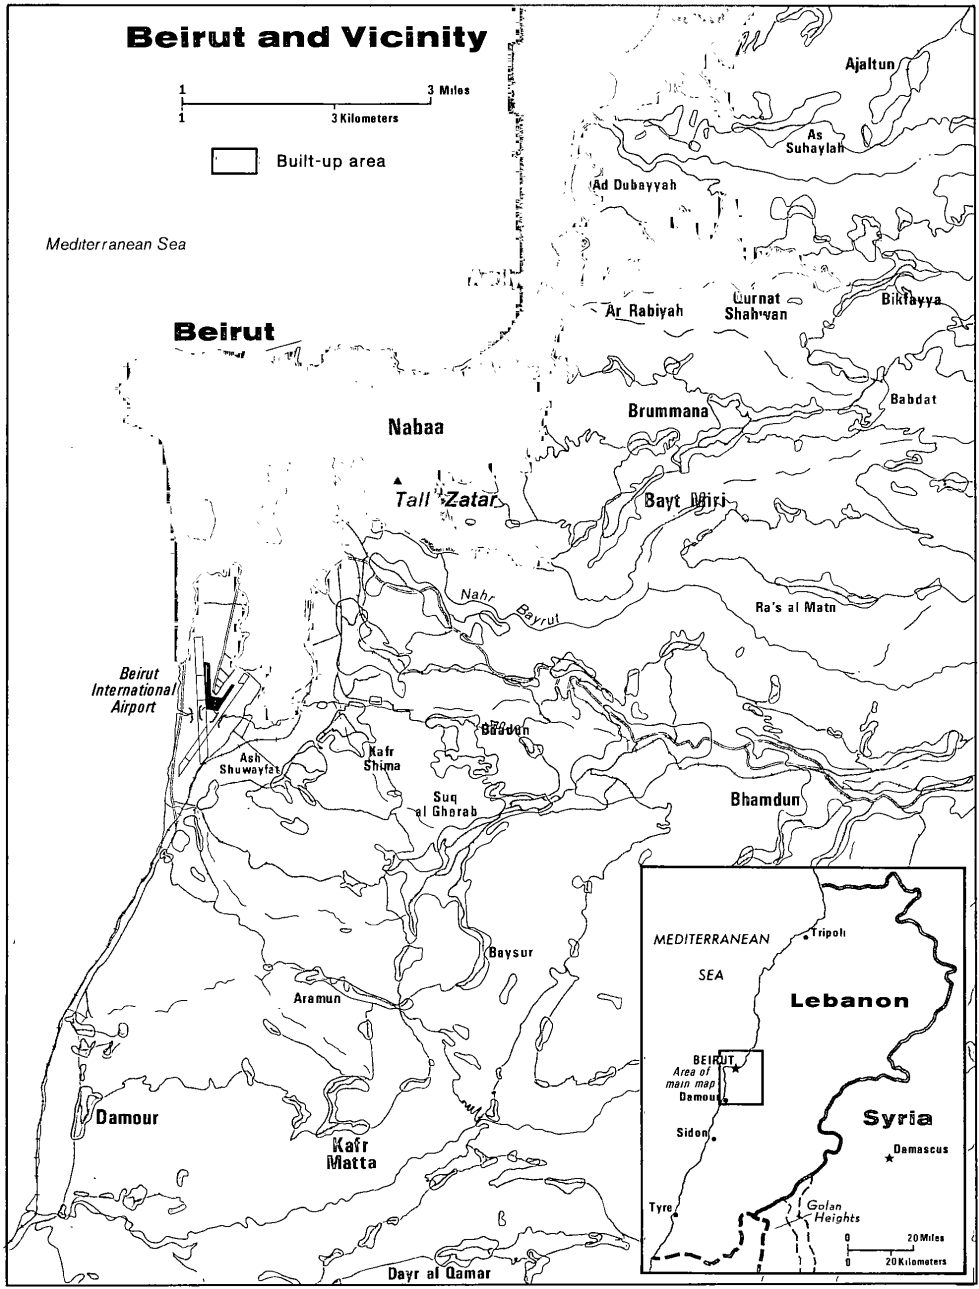 Beirut and Vicinity
1 3 Miles
1 3 Kilometers
Built-up area
Mediterranean Sea
Ajaltun
As
Suhaylah
Ad Dubayyah
Ar Rabiyah
Qurnat
Shahwan
Bikfayya
Beirut
Nabaa
Brummana
Babdat
Tall Zatar
Bayt Miri
Nahr
Bayrut
Ra's al Matn
Beirut
International
Airport
Ash
Shuwayfat
Kafr
Shima
Suq
al Gharab
Bhamdun
Baysur
Aramun
Damour
Kafr
Matta
Dayr al Qamar
MEDITERRANEAN
SEA
Tripoli
Lebanon
BEIRUT
Area of
main map
Damour
Sidon
Syria
Damascus
Tyre
Golan
Heights
0 20 Miles
0 20 Kilometers